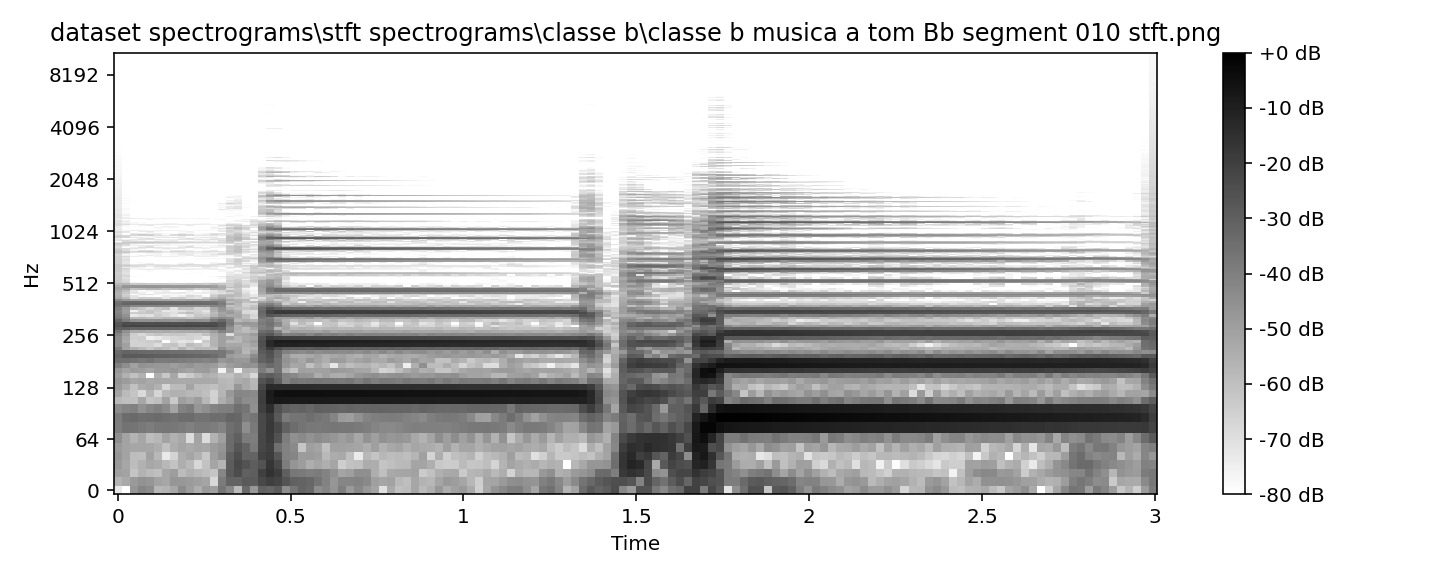 dataset spectrograms\stft spectrograms\classe b\classe b musica a tom Bb segment 010 stft.png
8192
4096
2048
1024
512
256
128
64
0
Hz
0
0.5
1
1.5
2
2.5
3
Time
+0 dB
-10 dB
-20 dB
-30 dB
-40 dB
-50 dB
-60 dB
-70 dB
-80 dB